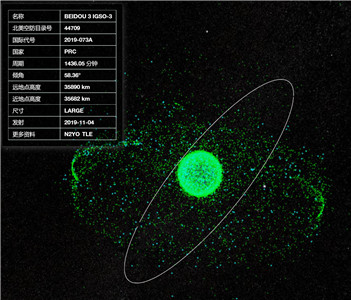 名称 BEIDOU 3 IGSO-3
北美空防目录号 44709
国际代号 2019-073A
国家 PRC
周期 1436.05 分钟
倾角 58.36°
远地点高度 35890 km
近地点高度 35682 km
尺寸 LARGE
发射 2019-11-04
更多资料 N2YO TLE